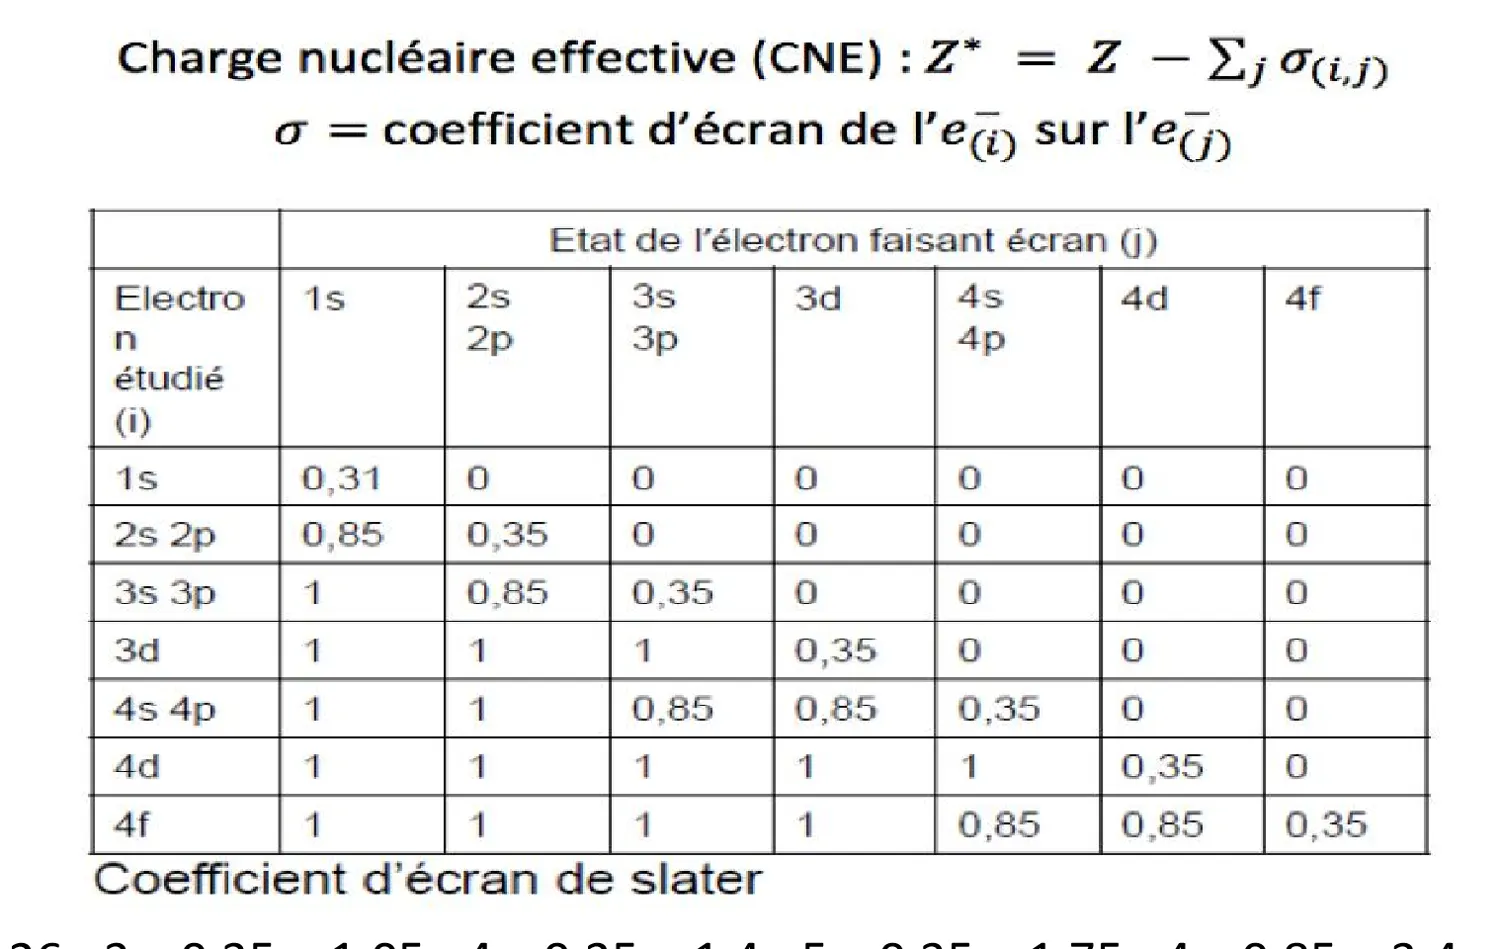 Charge nucléaire effective (CNE) : Z* = Z − ∑j σ(i,j)
σ = coefficient d'écran de l'e−(i) sur l'e−(j)
Etat de l'électron faisant écran (j)
Electro
n
étudié
(i)
1s
2s
2p
3s
3p
3d
4s
4p
4d
4f
1s 0,31 0 0 0 0 0 0
2s 2p 0,85 0,35 0 0 0 0 0
3s 3p 1 0,85 0,35 0 0 0 0
3d 1 1 1 0,35 0 0 0
4s 4p 1 1 0,85 0,85 0,35 0 0
4d 1 1 1 1 1 0,35 0
4f 1 1 1 1 0,85 0,85 0,35
Coefficient d'écran de slater